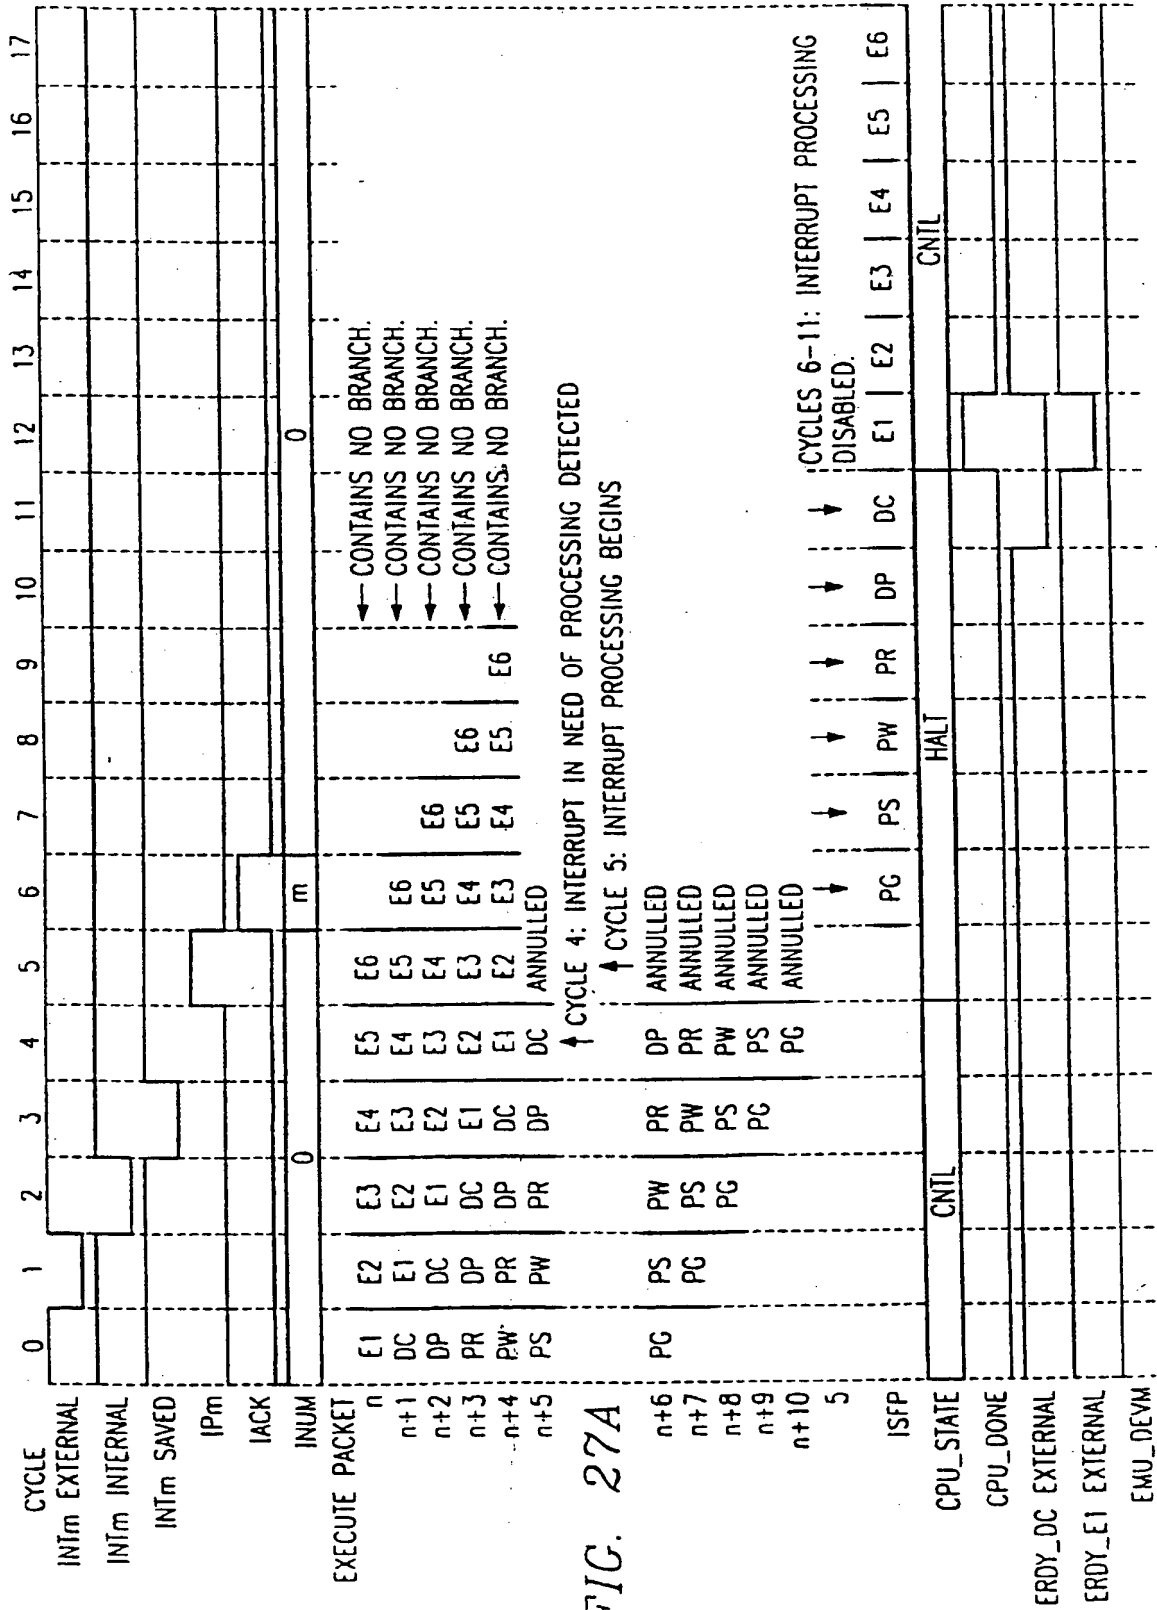 CYCLE 0 1 2 3 4 5 6 7 8 9 10 11 12 13 14 15 16 17
INTm EXTERNAL
INTm INTERNAL
INTm SAVED
IPm
IACK
INUM 0 m 0
EXECUTE PACKET
n E1 E2 E3 E4 E5 E6 ← CONTAINS NO BRANCH.
n+1 DC E1 E2 E3 E4 E5 E6 ← CONTAINS NO BRANCH.
n+2 DP DC E1 E2 E3 E4 E5 E6 ← CONTAINS NO BRANCH.
n+3 PR DP DC E1 E2 E3 E4 E5 E6 ← CONTAINS NO BRANCH.
n+4 PW PR DP DC E1 E2 E3 E4 E5 E6 ← CONTAINS NO BRANCH.
n+5 PS PW PR DP DC ANNULLED
↑ CYCLE 4: INTERRUPT IN NEED OF PROCESSING DETECTED
↑ CYCLE 5: INTERRUPT PROCESSING BEGINS
FIG. 27A
n+6 PG PS PW PR DP ANNULLED
n+7 PG PS PW PR ANNULLED
n+8 PG PS PW ANNULLED
n+9 PG PS ANNULLED
n+10 PG ANNULLED
5
CYCLES 6-11: INTERRUPT PROCESSING
DISABLED.
ISFP PG PS PW PR DP DC E1 E2 E3 E4 E5 E6
CPU_STATE CNTL HALT CNTL
CPU_DONE
ERDY_DC EXTERNAL
ERDY_E1 EXTERNAL
EMU_DEVM